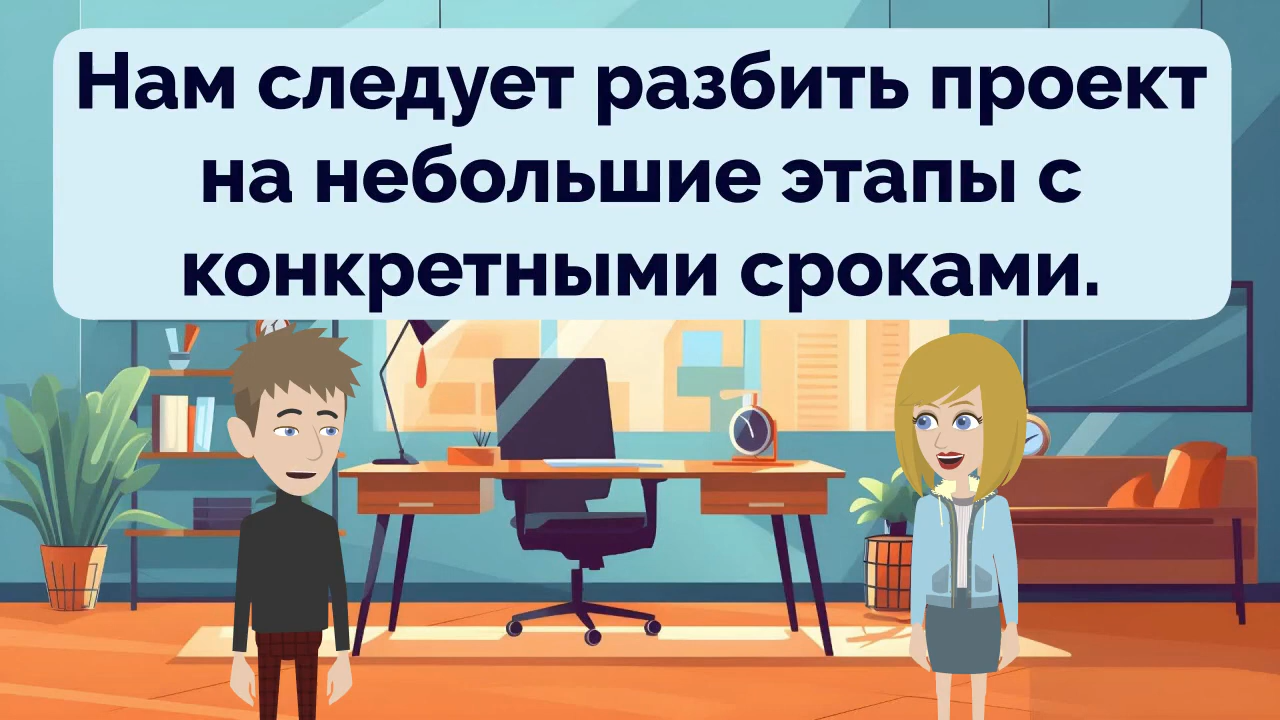 Нам следует разбить проект
на небольшие этапы с
конкретными сроками.